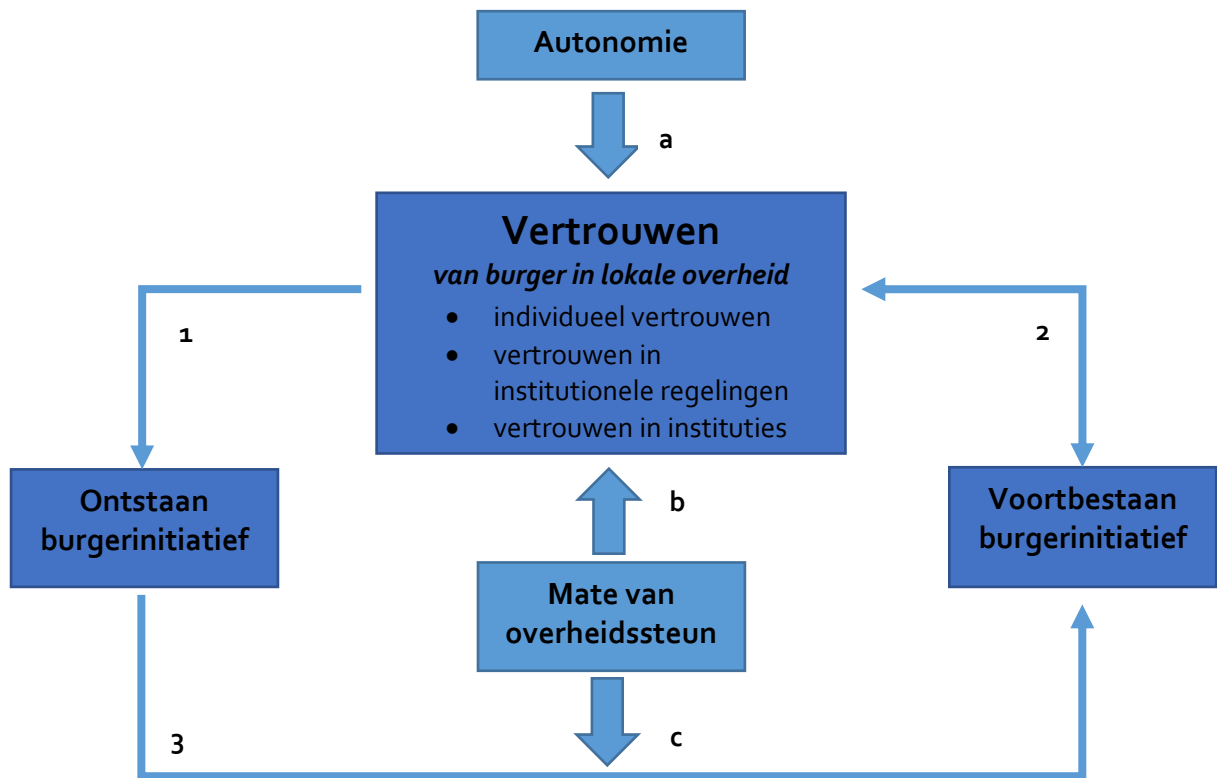 Autonomie
a
Vertrouwen
van burger in lokale overheid
• individueel vertrouwen
• vertrouwen in
institutionele regelingen
• vertrouwen in instituties
1
2
Ontstaan
burgerinitiatief
b
Voortbestaan
burgerinitiatief
Mate van
overheidssteun
3
c